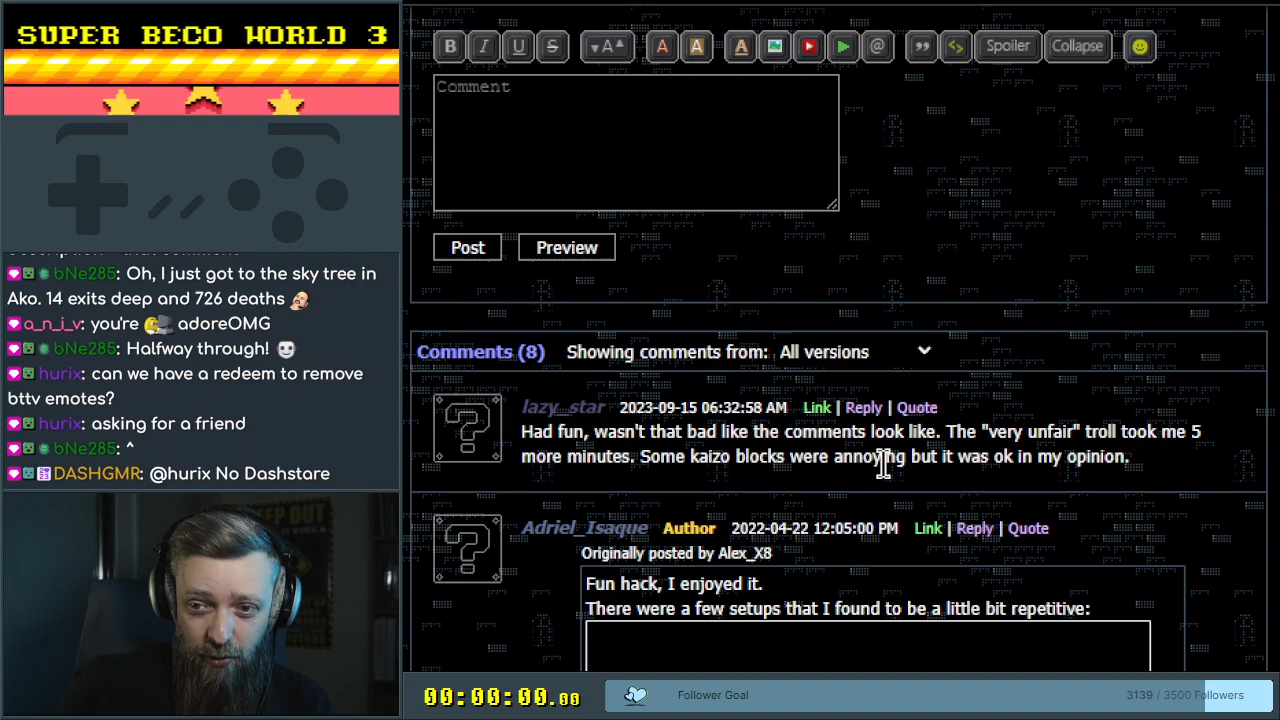 SUPER BECO WORLD 3
bNe285: Oh, I just got to the sky tree in
Ako. 14 exits deep and 726 deaths
a_n_i_v: you're adoreOMG
bNe285: Halfway through!
hurix: can we have a redeem to remove
bttv emotes?
hurix: asking for a friend
bNe285: ^
DASHGMR: @hurix No Dashstare
B I U S A A A A @ Spoiler Collapse
Comment
Post Preview
Comments (8) Showing comments from: All versions
lazy_star 2023-09-15 06:32:58 AM Link | Reply | Quote
Had fun, wasn't that bad like the comments look like. The "very unfair" troll took me 5
more minutes. Some kaizo blocks were annoying but it was ok in my opinion.
Adriel_Isaque Author 2022-04-22 12:05:00 PM Link | Reply | Quote
Originally posted by Alex_X8
Fun hack, I enjoyed it.
There were a few setups that I found to be a little bit repetitive:
00:00:00.00
Follower Goal 3139 / 3500 Followers